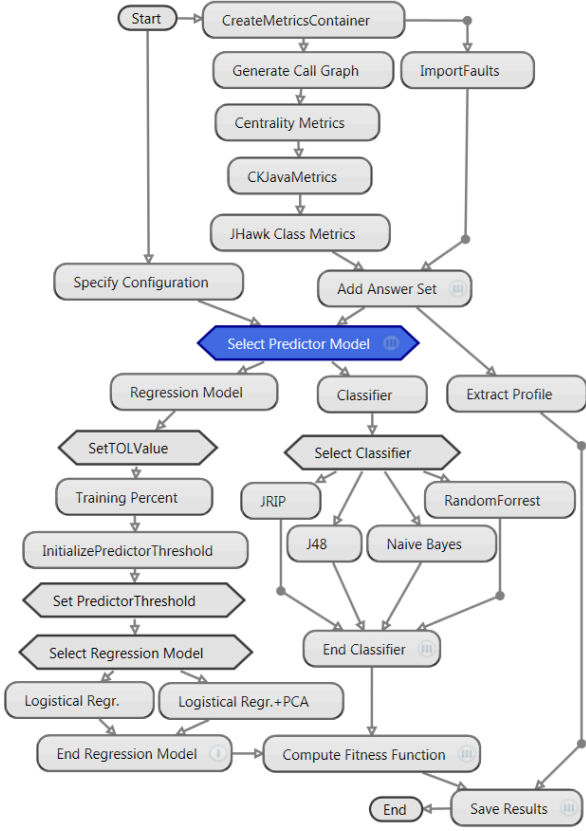 Start
CreateMetricsContainer
Generate Call Graph
ImportFaults
Centrality Metrics
CKJavaMetrics
JHawk Class Metrics
Specify Configuration
Add Answer Set
Select Predictor Model
Regression Model
Classifier
Extract Profile
SetTOLValue
Select Classifier
Training Percent
JRIP
RandomForrest
InitializePredictorThreshold
J48
Naive Bayes
Set PredictorThreshold
Select Regression Model
End Classifier
Logistical Regr.
Logistical Regr.+PCA
End Regression Model
Compute Fitness Function
End
Save Results